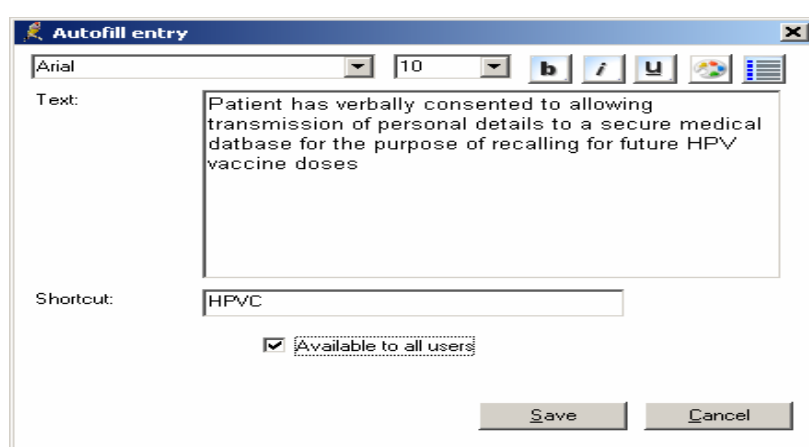 Autofill entry
Arial 10 b i u
Text:
Patient has verbally consented to allowing
transmission of personal details to a secure medical
datbase for the purpose of recalling for future HPV
vaccine doses
Shortcut: HPVC
Available to all users
Save Cancel